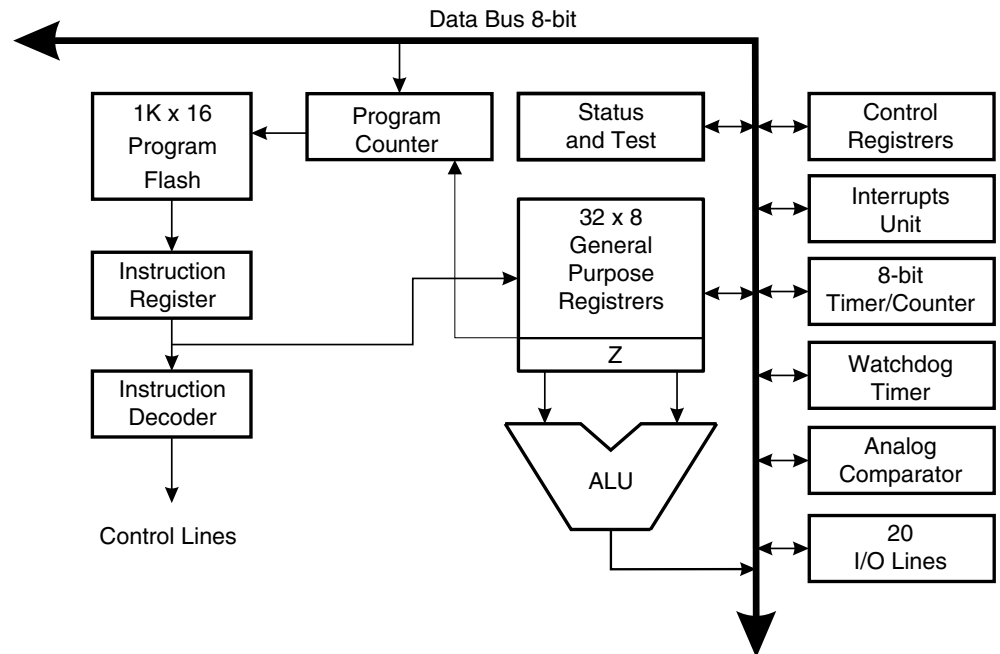 Data Bus 8-bit
1K x 16
Program
Flash
Program
Counter
Status
and Test
Control
Registrers
Interrupts
Unit
32 x 8
General
Purpose
Registrers
Z
Instruction
Register
8-bit
Timer/Counter
Instruction
Decoder
Watchdog
Timer
ALU
Analog
Comparator
Control Lines
20
I/O Lines